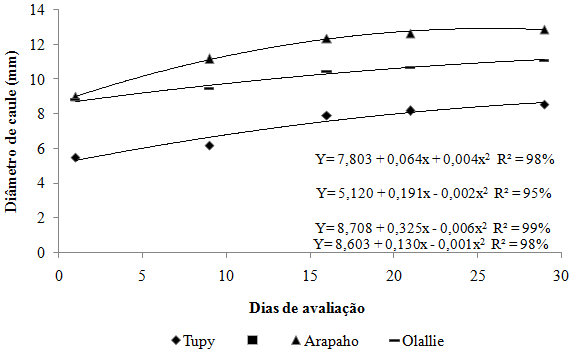 14
12
10
8
6
4
2
0
Diâmetro de caule (mm)
Y= 7,803 + 0,064x + 0,004x² R² = 98%
Y= 5,120 + 0,191x - 0,002x² R² = 95%
Y= 8,708 + 0,325x - 0,006x² R² = 99%
Y= 8,603 + 0,130x - 0,001x² R² = 98%
0 5 10 15 20 25 30
Dias de avaliação
Tupy Arapaho Olallie